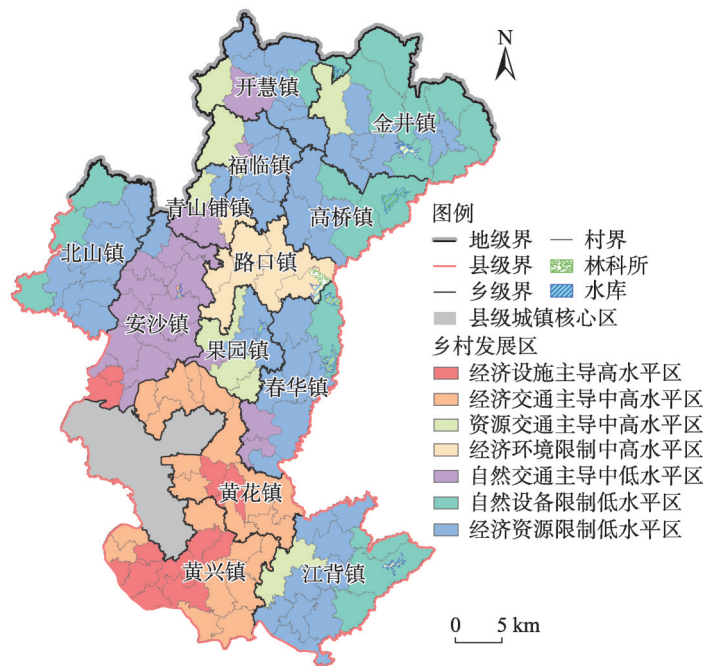 N
开慧镇
金井镇
福临镇
青山铺镇
高桥镇
北山镇
路口镇
安沙镇
果园镇
春华镇
黄花镇
黄兴镇
江背镇
图例
地级界 村界
县级界 林科所
乡级界 水库
县级城镇核心区
乡村发展区
经济设施主导高水平区
经济交通主导中高水平区
资源交通主导中高水平区
经济环境限制中高水平区
自然交通主导中低水平区
自然设备限制低水平区
经济资源限制低水平区
0 5 km